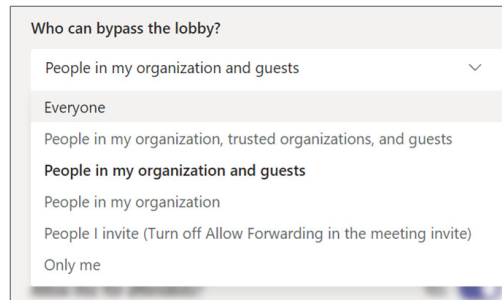 Who can bypass the lobby?
People in my organization and guests
Everyone
People in my organization, trusted organizations, and guests
People in my organization and guests
People in my organization
People I invite (Turn off Allow Forwarding in the meeting invite)
Only me